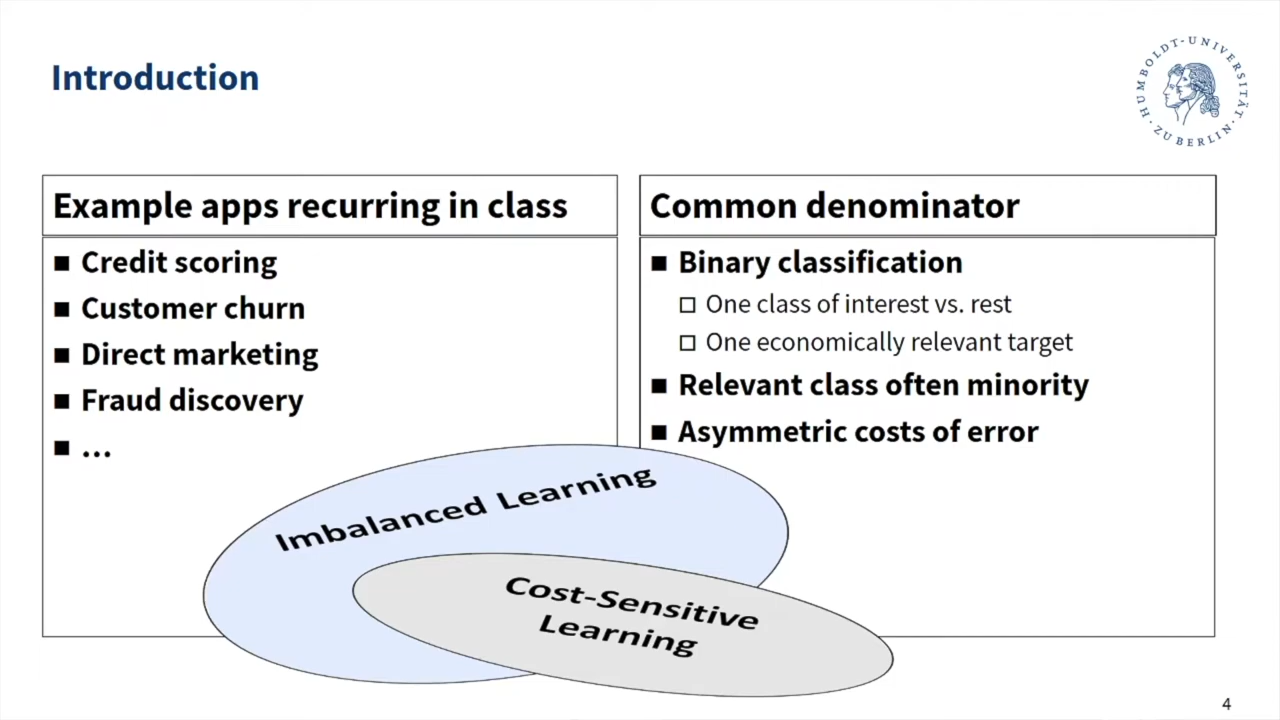 Introduction
HUMBOLDT-UNIVERSITÄT
ZU BERLIN
Example apps recurring in class
■ Credit scoring
■ Customer churn
■ Direct marketing
■ Fraud discovery
■ ...
Common denominator
■ Binary classification
□ One class of interest vs. rest
□ One economically relevant target
■ Relevant class often minority
■ Asymmetric costs of error
Imbalanced Learning
Cost-Sensitive
Learning
4